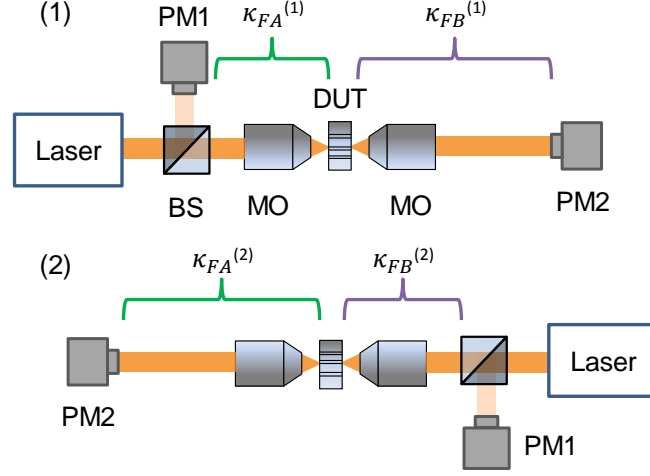 (1)
PM1
κ_FA^(1)
κ_FB^(1)
DUT
Laser
BS
MO
MO
PM2
(2)
κ_FA^(2)
κ_FB^(2)
Laser
PM2
PM1